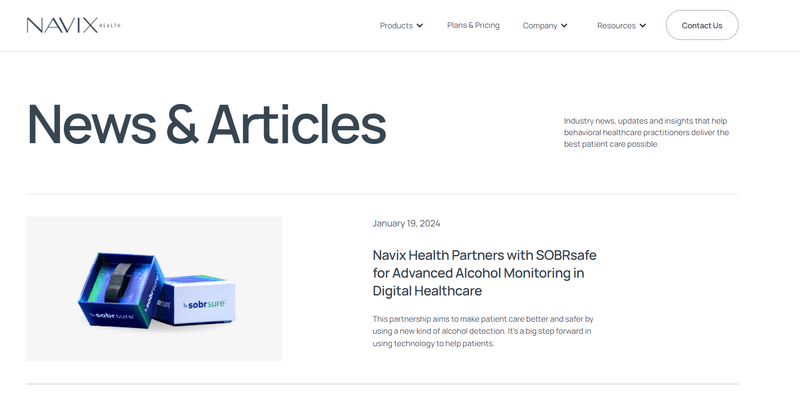 NAVIX HEALTH
Products
Plans & Pricing
Company
Resources
Contact Us
News & Articles
Industry news, updates and insights that help
behavioral healthcare practitioners deliver the
best patient care possible.
sobrsure
SURE
sobrsure
January 19, 2024
Navix Health Partners with SOBRsafe
for Advanced Alcohol Monitoring in
Digital Healthcare
This partnership aims to make patient care better and safer by
using a new kind of alcohol detection. It's a big step forward in
using technology to help patients.